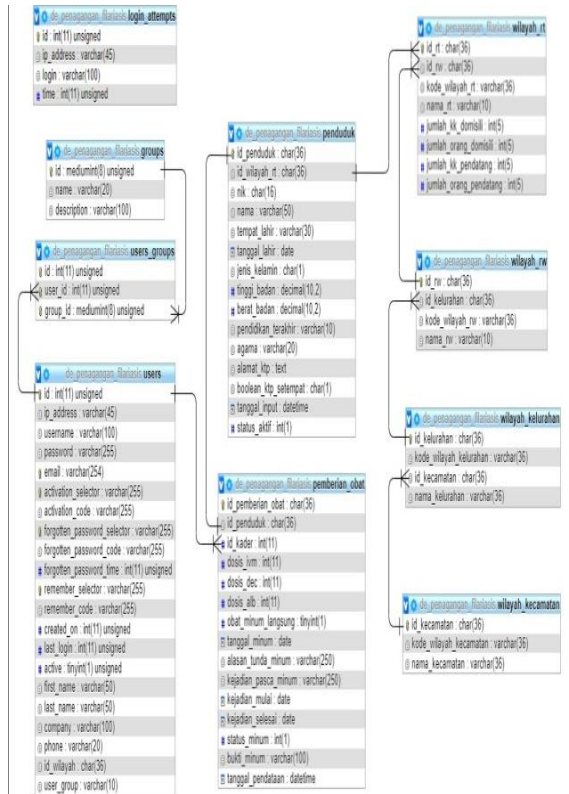 de_penagangan_filariasis login_attempts
id : int(11) unsigned
ip_address : varchar(45)
login : varchar(100)
time : int(11) unsigned
de_penagangan_filariasis groups
id : mediumint(8) unsigned
name : varchar(20)
description : varchar(100)
de_penagangan_filariasis users_groups
id : int(11) unsigned
user_id : int(11) unsigned
group_id : mediumint(8) unsigned
de_penagangan_filariasis users
id : int(11) unsigned
ip_address : varchar(45)
username : varchar(100)
password : varchar(255)
email : varchar(254)
activation_selector : varchar(255)
activation_code : varchar(255)
forgotten_password_selector : varchar(255)
forgotten_password_code : varchar(255)
forgotten_password_time : int(11) unsigned
remember_selector : varchar(255)
remember_code : varchar(255)
created_on : int(11) unsigned
last_login : int(11) unsigned
active : tinyint(1) unsigned
first_name : varchar(50)
last_name : varchar(50)
company : varchar(100)
phone : varchar(20)
id_wilayah : char(36)
user_group : varchar(10)
de_penagangan_filariasis penduduk
id_penduduk : char(36)
id_wilayah_rt : char(36)
nik : char(16)
nama : varchar(50)
tempat_lahir : varchar(30)
tanggal_lahir : date
jenis_kelamin : char(1)
tinggi_badan : decimal(10,2)
berat_badan : decimal(10,2)
pendidikan_terakhir : varchar(10)
agama : varchar(20)
alamat_ktp : text
boolean_ktp_setempat : char(1)
tanggal_input : datetime
status_aktif : int(1)
de_penagangan_filariasis pemberian_obat
id_pemberian_obat : char(36)
id_penduduk : char(36)
id_kader : int(11)
dosis_ivm : int(11)
dosis_dec : int(11)
dosis_alb : int(11)
obat_minum_langsung : tinyint(1)
tanggal_minum : date
alasan_tunda_minum : varchar(250)
kejadian_pasca_minum : varchar(250)
kejadian_mulai : date
kejadian_selesai : date
status_minum : int(1)
bukti_minum : varchar(100)
tanggal_pendataan : datetime
de_penagangan_filariasis wilayah_rt
id_rt : char(36)
id_rw : char(36)
kode_wilayah_rt : varchar(36)
nama_rt : varchar(10)
jumlah_kk_domisili : int(5)
jumlah_orang_domisili : int(5)
jumlah_kk_pendatang : int(5)
jumlah_orang_pendatang : int(5)
de_penagangan_filariasis wilayah_rw
id_rw : char(36)
id_kelurahan : char(36)
kode_wilayah_rw : varchar(36)
nama_rw : varchar(10)
de_penagangan_filariasis wilayah_kelurahan
id_kelurahan : char(36)
kode_wilayah_kelurahan : varchar(36)
id_kecamatan : char(36)
nama_kelurahan : varchar(36)
de_penagangan_filariasis wilayah_kecamatan
id_kecamatan : char(36)
kode_wilayah_kecamatan : varchar(36)
nama_kecamatan : varchar(36)